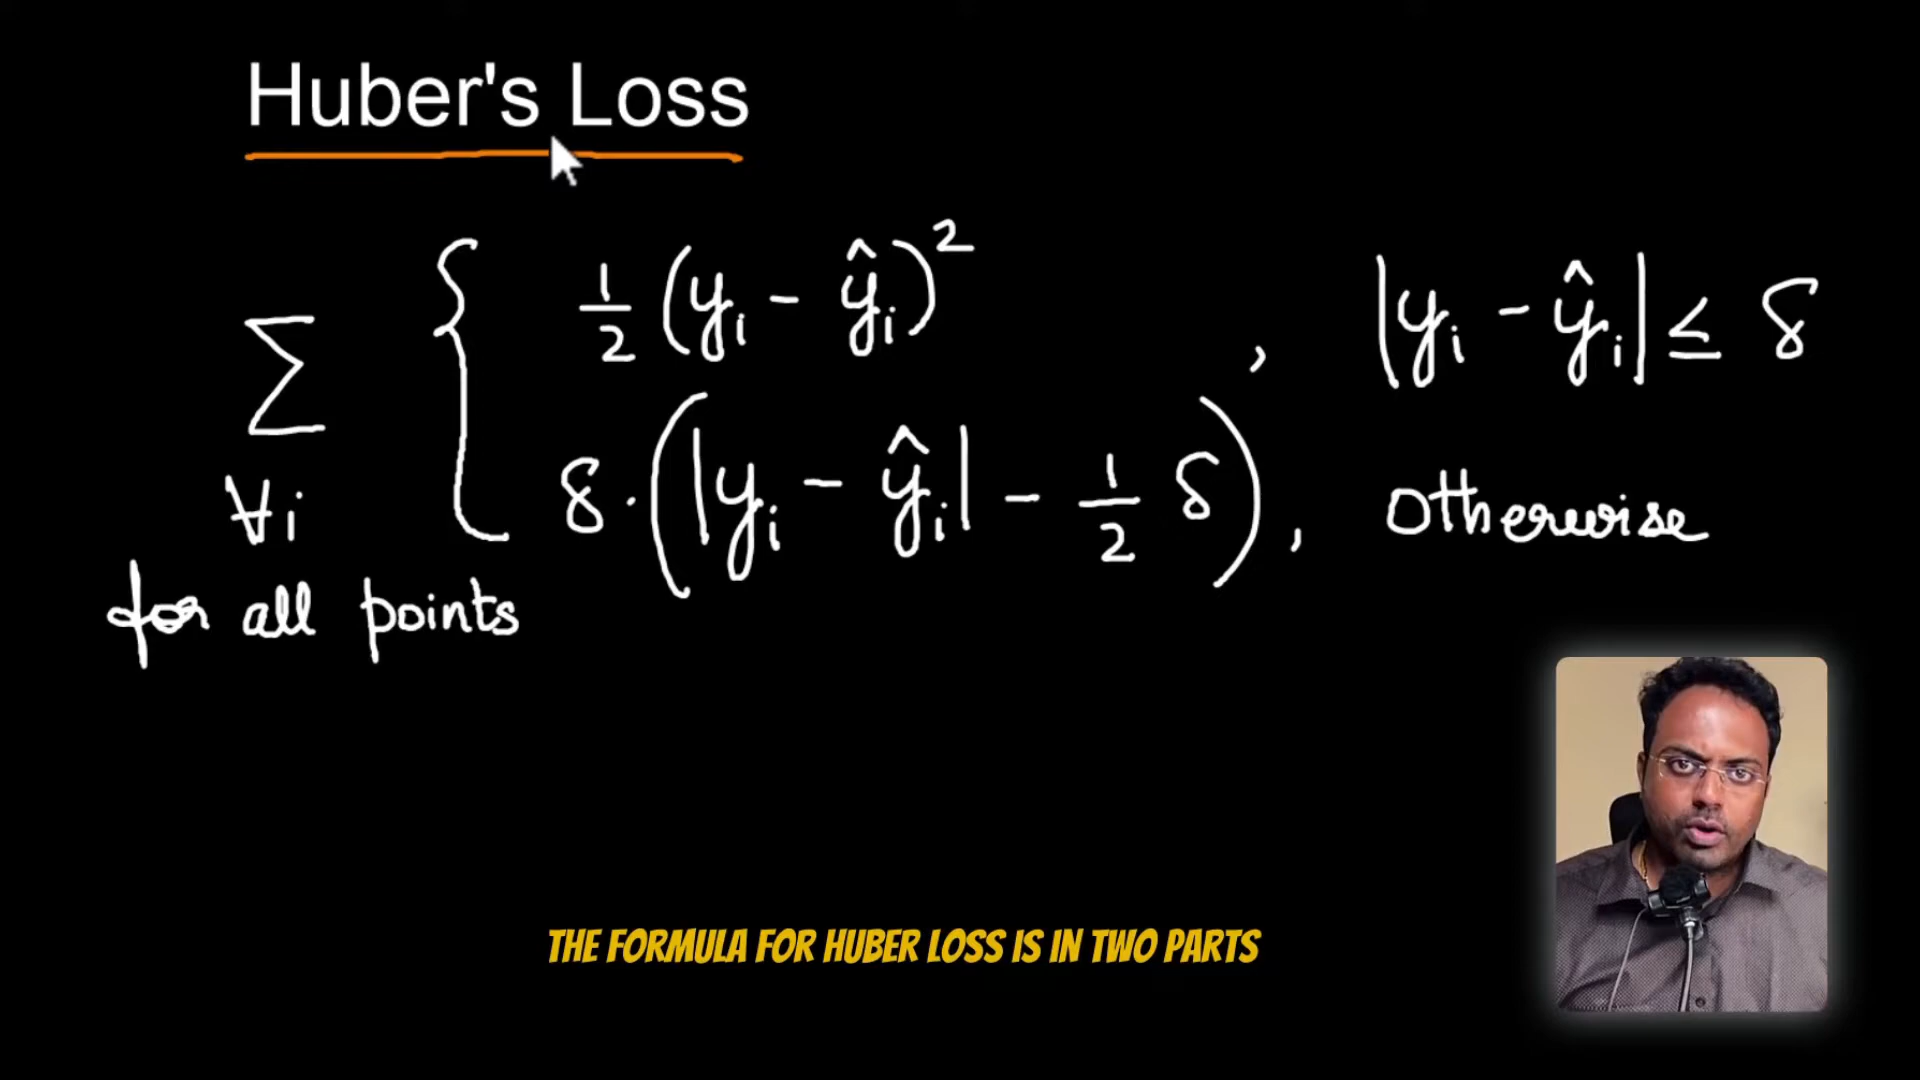 Huber's Loss
∑ ∀i { ½ (yᵢ - ŷᵢ)² , |yᵢ - ŷᵢ| ≤ δ
δ · (|yᵢ - ŷᵢ| - ½ δ) , otherwise
for all points
THE FORMULA FOR HUBER LOSS IS IN TWO PARTS